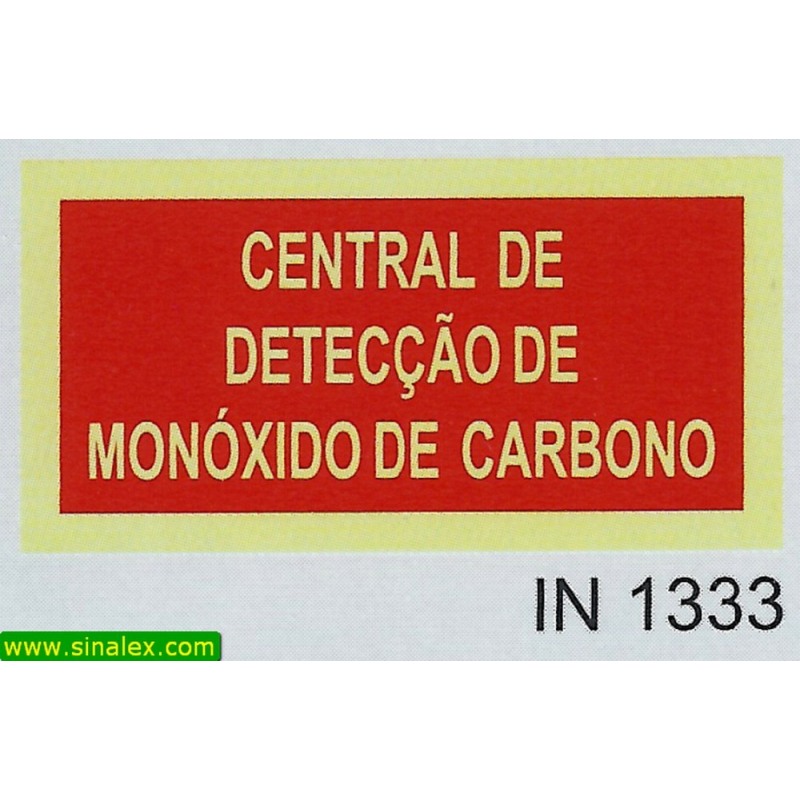 CENTRAL DE
DETECÇÃO DE
MONÓXIDO DE CARBONO
IN 1333
www.sinalex.com